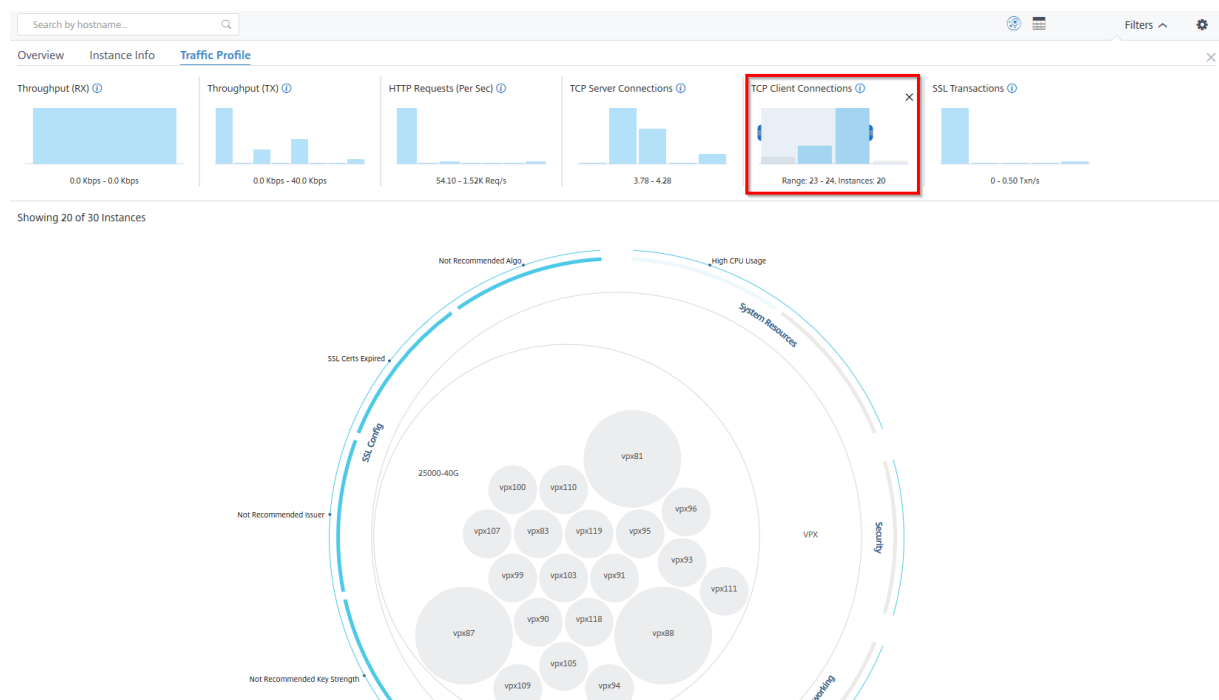 Search by hostname...
Filters
Overview Instance Info Traffic Profile
Throughput (RX) Throughput (TX) HTTP Requests (Per Sec) TCP Server Connections TCP Client Connections SSL Transactions
0.0 Kbps - 0.0 Kbps 0.0 Kbps - 40.0 Kbps 54.10 - 1.52K Req/s 3.78 - 4.28 Range: 23 - 24, Instances: 20 0 - 0.50 Txn/s
Showing 20 of 30 Instances
Not Recommended Algo
High CPU Usage
System Resources
SSL Certs Expired
SSL Config
vpx81
25000-40G
vpx100 vpx110
vpx96
Not Recommended Issuer
vpx107 vpx83 vpx119 vpx95
VPX
Security
vpx93
vpx99 vpx103 vpx91
vpx111
vpx90 vpx118
vpx87 vpx88
vpx105
Not Recommended Key Strength
vpx109 vpx94